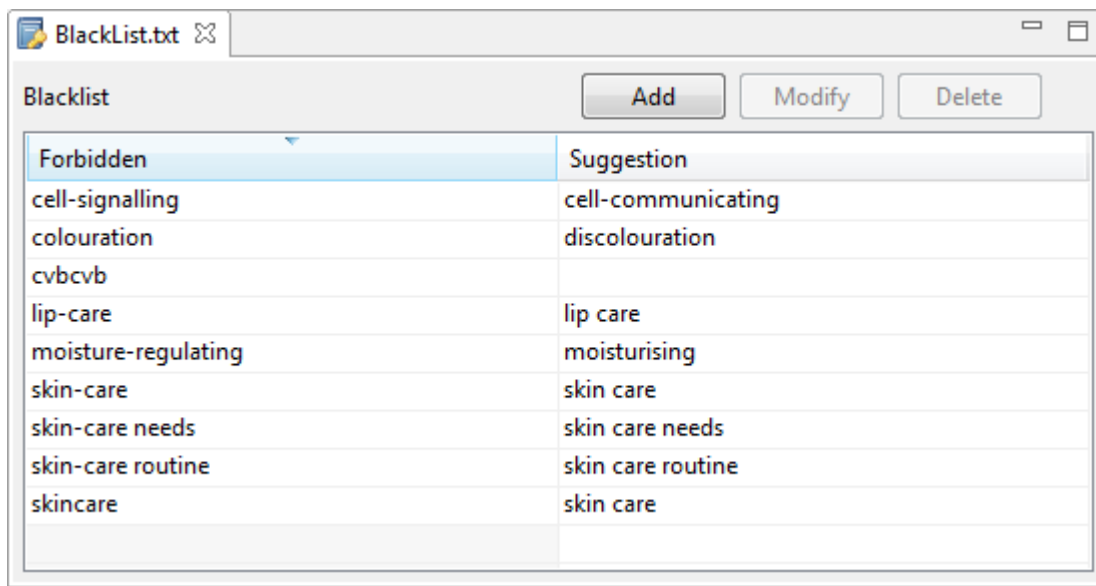 BlackList.txt
Blacklist Add Modify Delete
Forbidden Suggestion
cell-signalling cell-communicating
colouration discolouration
cvbcvb
lip-care lip care
moisture-regulating moisturising
skin-care skin care
skin-care needs skin care needs
skin-care routine skin care routine
skincare skin care